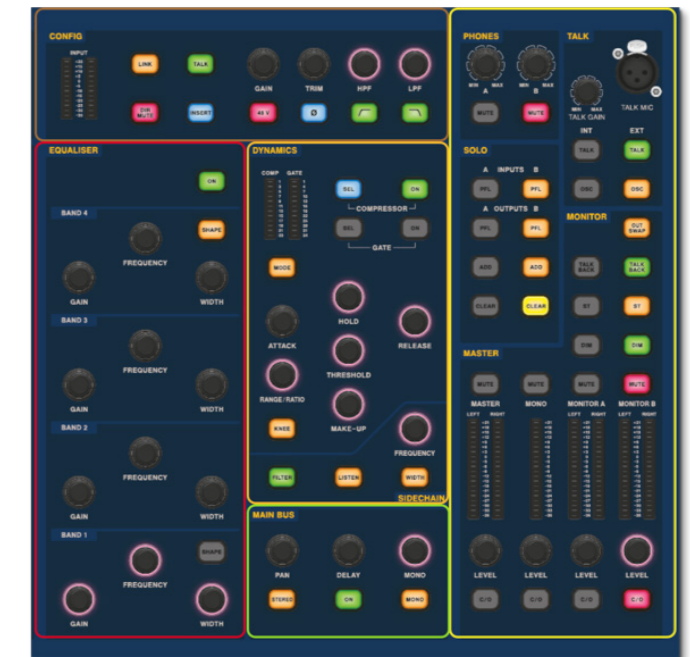 CONFIG
INPUT
LINK
TALK
GAIN
TRIM
HPF
LPF
DIR MUTE
INSERT
48 V
Ø
EQUALISER
ON
BAND 4
SHAPE
FREQUENCY
GAIN
WIDTH
BAND 3
FREQUENCY
GAIN
WIDTH
BAND 2
FREQUENCY
GAIN
WIDTH
BAND 1
SHAPE
FREQUENCY
GAIN
WIDTH
DYNAMICS
COMP GATE
SEL
ON
COMPRESSOR
SEL
ON
GATE
MODE
HOLD
ATTACK
RELEASE
THRESHOLD
RANGE/RATIO
MAKE-UP
KNEE
FREQUENCY
FILTER
LISTEN
WIDTH
SIDECHAIN
MAIN BUS
PAN
DELAY
MONO
STEREO
ON
MONO
PHONES
MIN MAX
MIN MAX
A
B
MUTE
MUTE
TALK
MIN MAX
TALK GAIN
TALK MIC
INT
EXT
TALK
TALK
OSC
OSC
SOLO
A INPUTS B
PFL
PFL
A OUTPUTS B
PFL
PFL
ADD
ADD
CLEAR
CLEAR
MONITOR
OUT SWAP
TALK BACK
TALK BACK
ST
ST
DIM
DIM
MASTER
MUTE
MUTE
MUTE
MUTE
MASTER
MONO
MONITOR A
MONITOR B
LEFT RIGHT
LEFT RIGHT
LEFT RIGHT
LEVEL
LEVEL
LEVEL
LEVEL
C/O
C/O
C/O
C/O